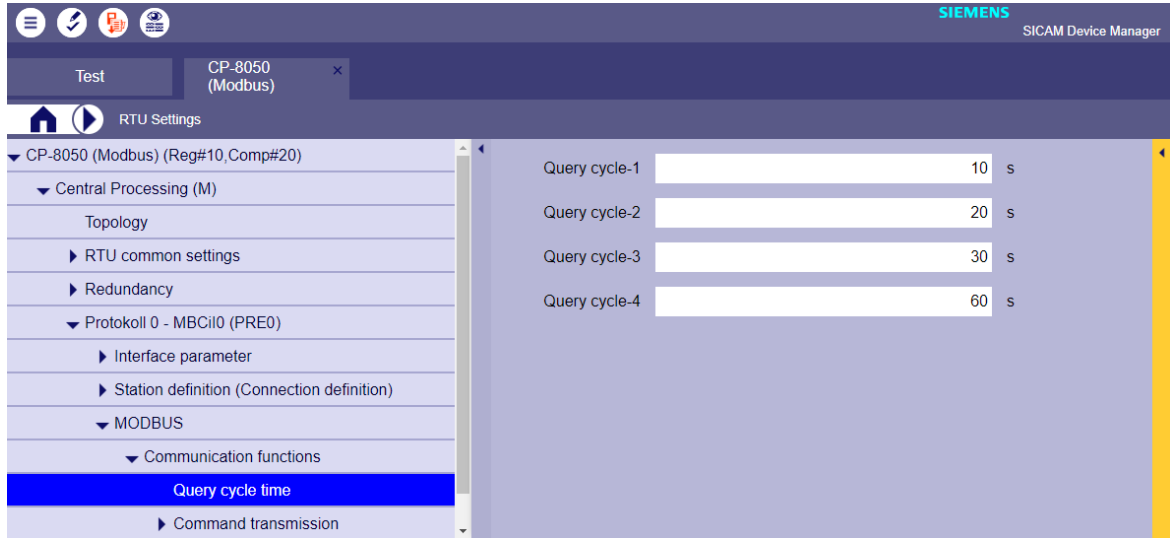 SIEMENS
SICAM Device Manager
Test
CP-8050
(Modbus)
×
RTU Settings
CP-8050 (Modbus) (Reg#10,Comp#20)
Central Processing (M)
Topology
RTU common settings
Redundancy
Protokoll 0 - MBCiI0 (PRE0)
Interface parameter
Station definition (Connection definition)
MODBUS
Communication functions
Query cycle time
Command transmission
Query cycle-1 10 s
Query cycle-2 20 s
Query cycle-3 30 s
Query cycle-4 60 s